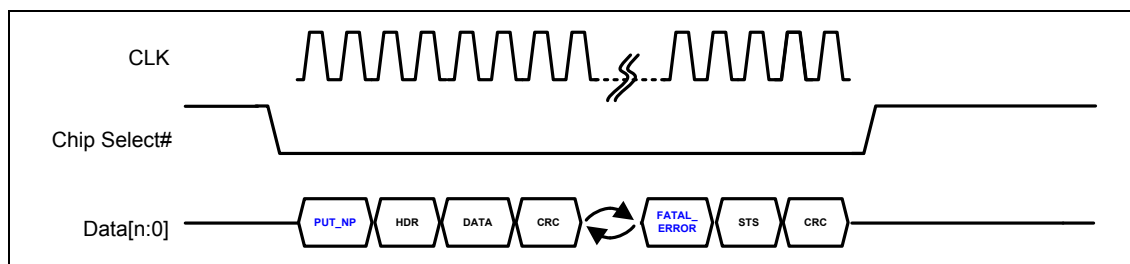 CLK
Chip Select#
Data[n:0]
PUT_NP
HDR
DATA
CRC
FATAL_
ERROR
STS
CRC